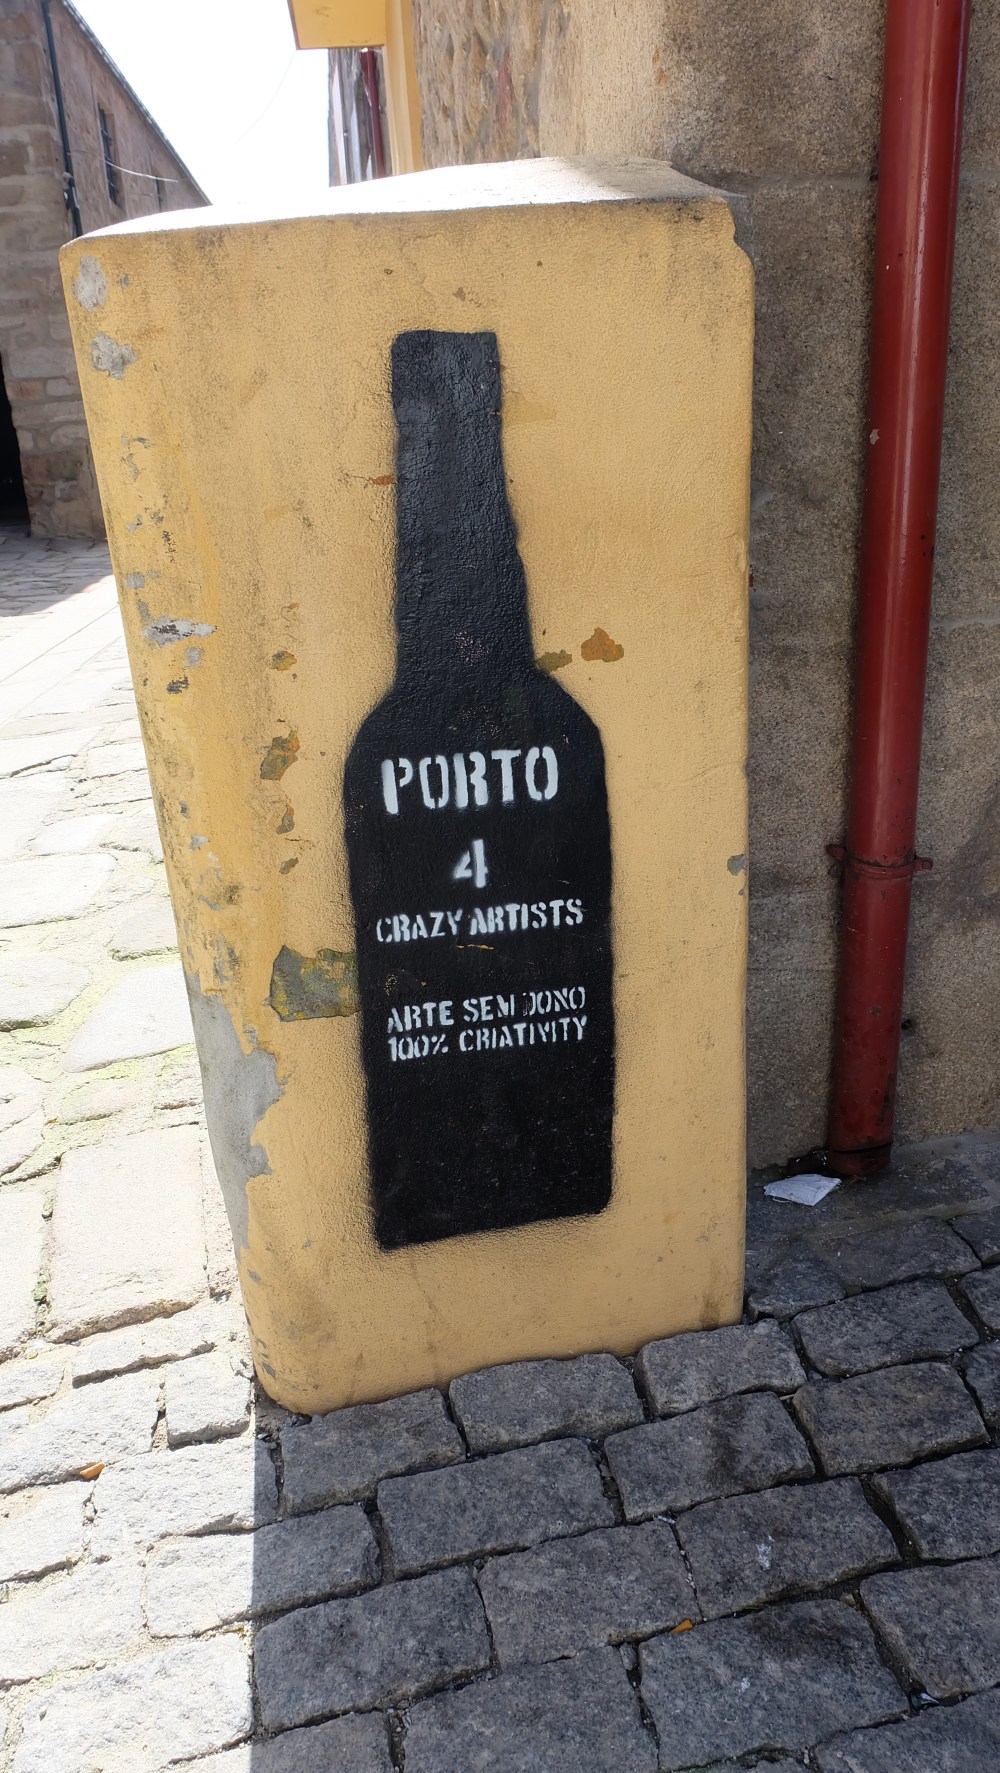 PORTO
4
CRAZY ARTISTS
ARTE SEM DONO
100% CRIATIVITY